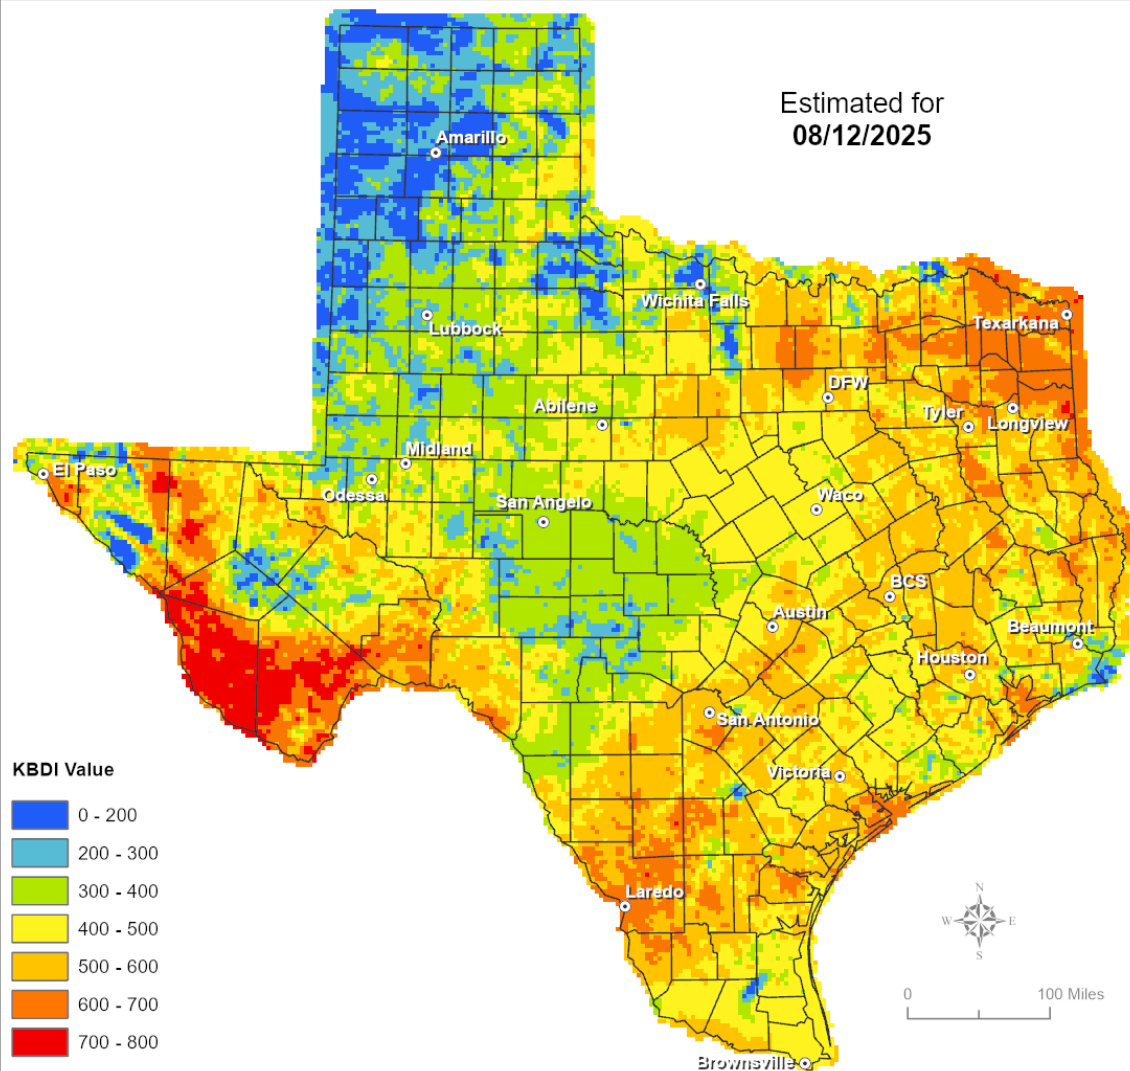 Estimated for
08/12/2025
Amarillo
Wichita Falls
Lubbock
Texarkana
DFW
Abilene
Tyler
Longview
Midland
El Paso
Odessa
San Angelo
Waco
BCS
Austin
Beaumont
Houston
San Antonio
Victoria
Laredo
Brownsville
KBDI Value
0 - 200
200 - 300
300 - 400
400 - 500
500 - 600
600 - 700
700 - 800
N
W E
S
0 100 Miles